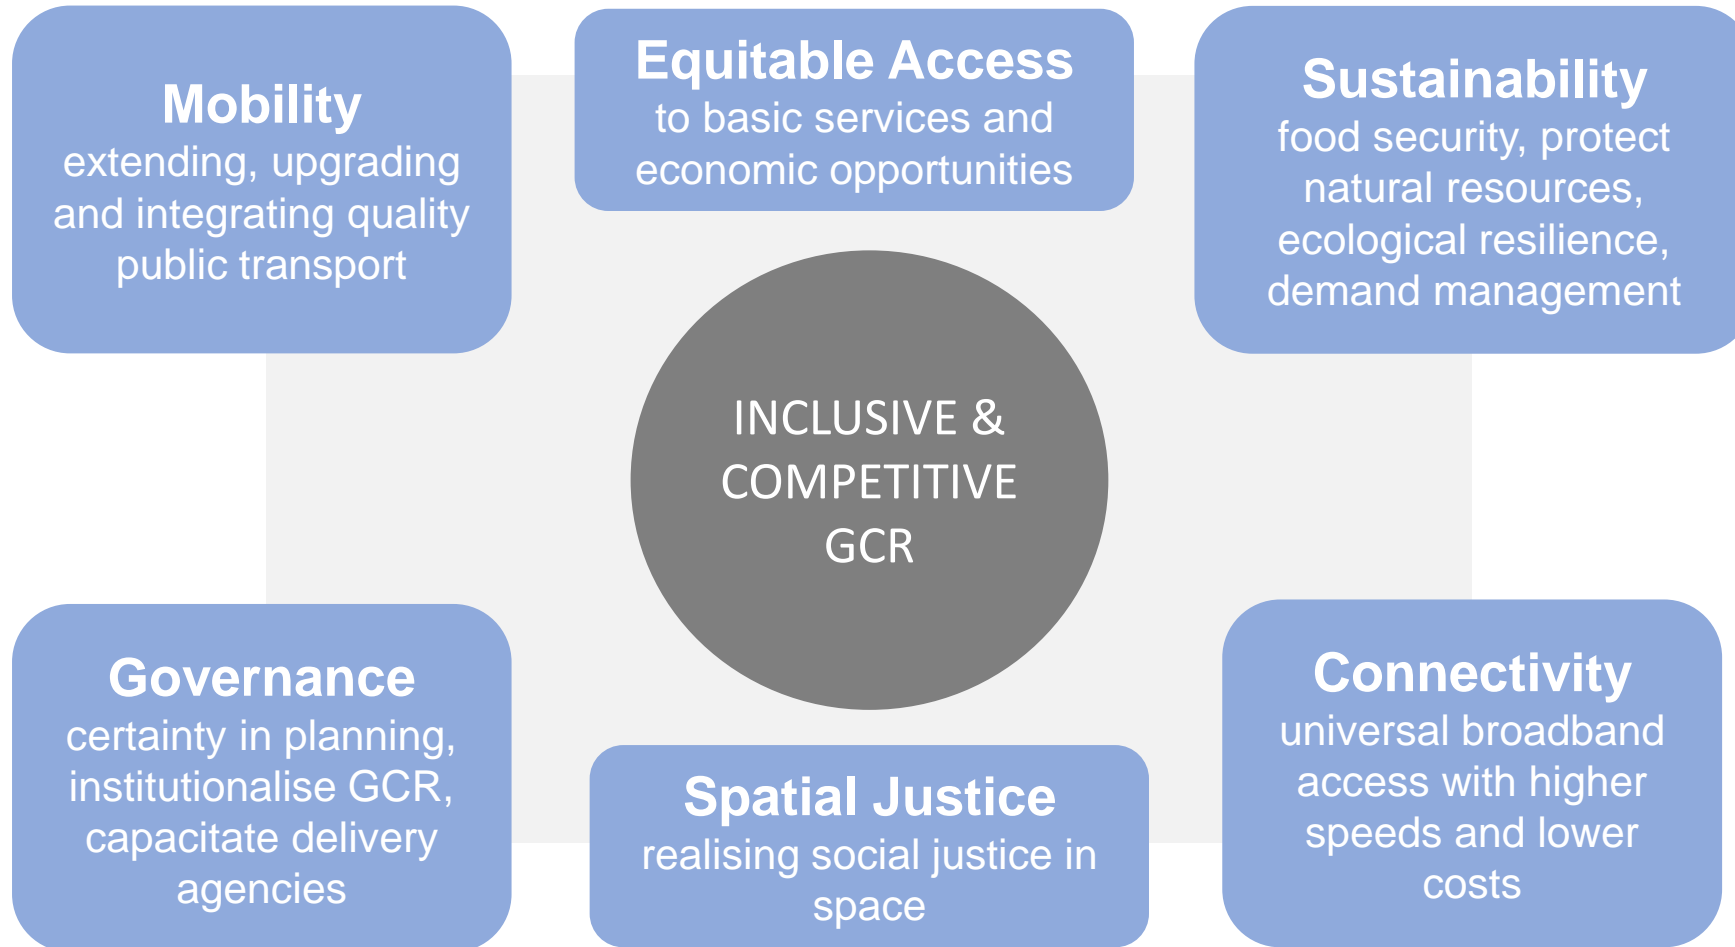 Mobility
extending, upgrading
and integrating quality
public transport
Equitable Access
to basic services and
economic opportunities
Sustainability
food security, protect
natural resources,
ecological resilience,
demand management
INCLUSIVE &
COMPETITIVE
GCR
Governance
certainty in planning,
institutionalise GCR,
capacitate delivery
agencies
Spatial Justice
realising social justice in
space
Connectivity
universal broadband
access with higher
speeds and lower
costs